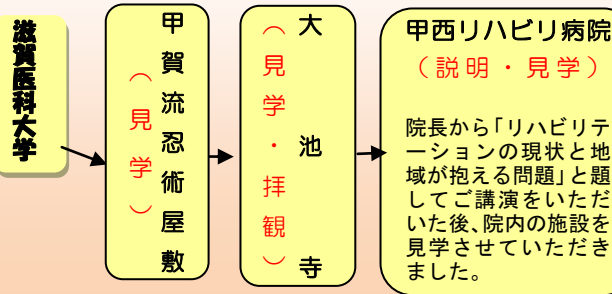 滋賀医科大学
甲賀流忍術屋敷
（見学）
大池寺
（見学・拝観）
甲西リハビリ病院
（説明・見学）
院長から「リハビリテ
ーションの現状と地
域が抱える問題」と題
してご講演をいただ
いた後、院内の施設を
見学させていただき
ました。